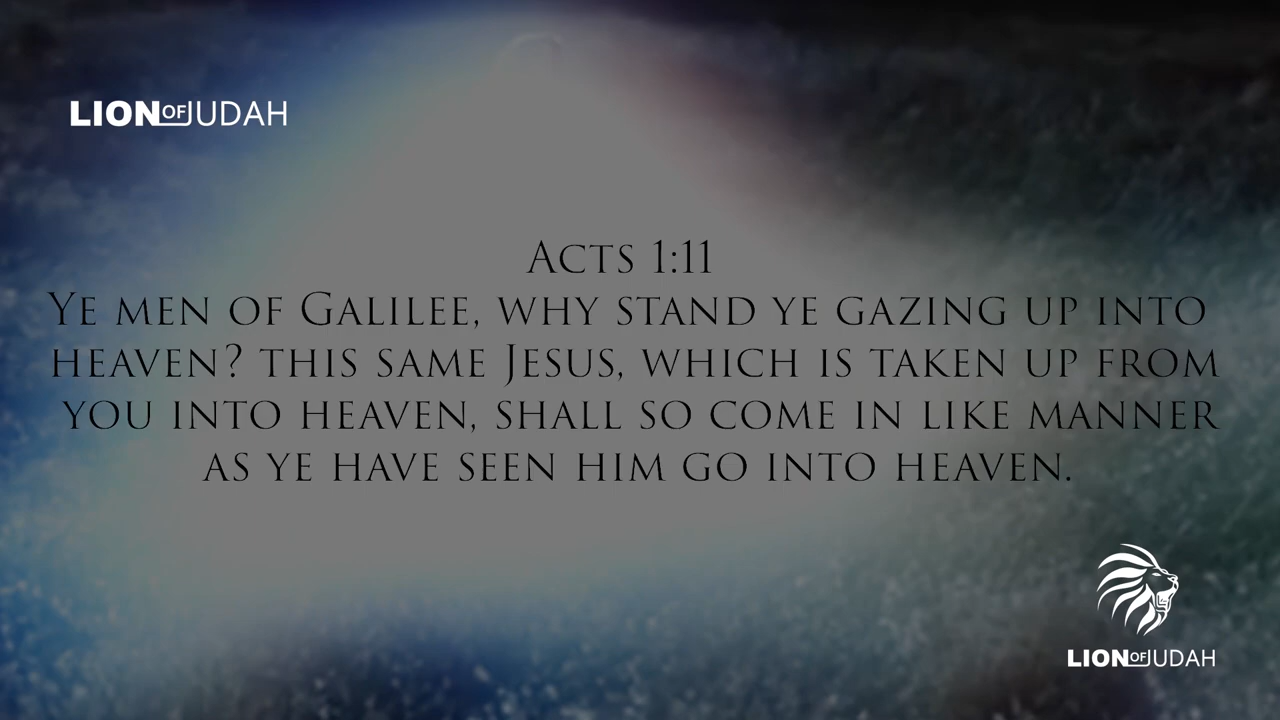 LION OF JUDAH
Acts 1:11
Ye men of Galilee, why stand ye gazing up into
heaven? this same Jesus, which is taken up from
you into heaven, shall so come in like manner
as ye have seen him go into heaven.
LION OF JUDAH